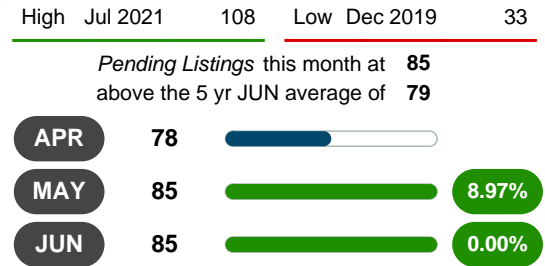 High Jul 2021 108 Low Dec 2019 33
Pending Listings this month at 85
above the 5 yr JUN average of 79
APR 78
MAY 85 8.97%
JUN 85 0.00%